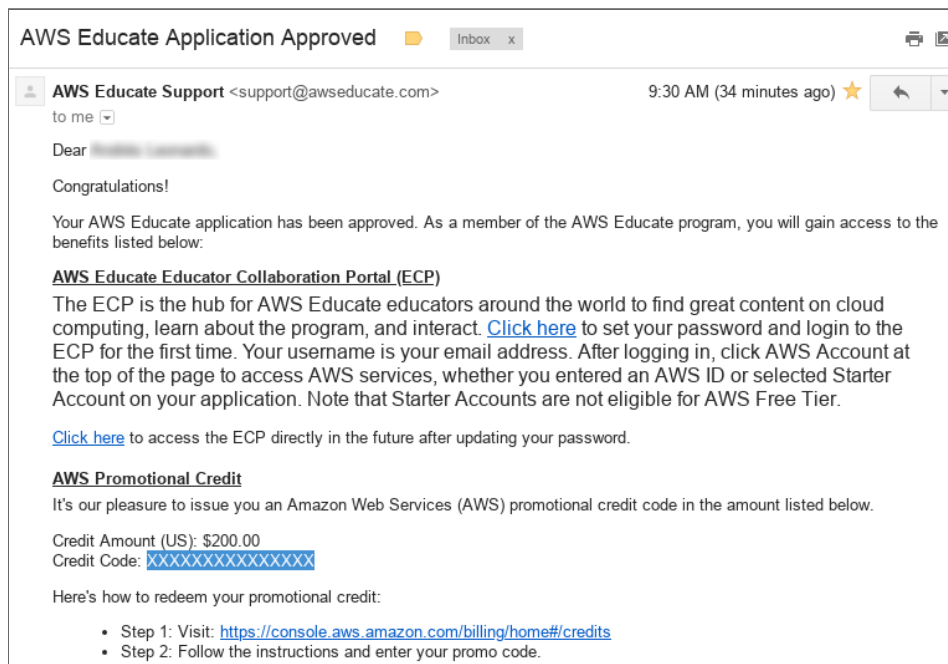 AWS Educate Application Approved
Inbox x
AWS Educate Support <support@awseducate.com>
9:30 AM (34 minutes ago)
to me
Dear
Congratulations!
Your AWS Educate application has been approved. As a member of the AWS Educate program, you will gain access to the
benefits listed below:
AWS Educate Educator Collaboration Portal (ECP)
The ECP is the hub for AWS Educate educators around the world to find great content on cloud
computing, learn about the program, and interact. Click here to set your password and login to the
ECP for the first time. Your username is your email address. After logging in, click AWS Account at
the top of the page to access AWS services, whether you entered an AWS ID or selected Starter
Account on your application. Note that Starter Accounts are not eligible for AWS Free Tier.
Click here to access the ECP directly in the future after updating your password.
AWS Promotional Credit
It's our pleasure to issue you an Amazon Web Services (AWS) promotional credit code in the amount listed below.
Credit Amount (US): $200.00
Credit Code: XXXXXXXXXXXXXXX
Here's how to redeem your promotional credit:
• Step 1: Visit: https://console.aws.amazon.com/billing/home#/credits
• Step 2: Follow the instructions and enter your promo code.